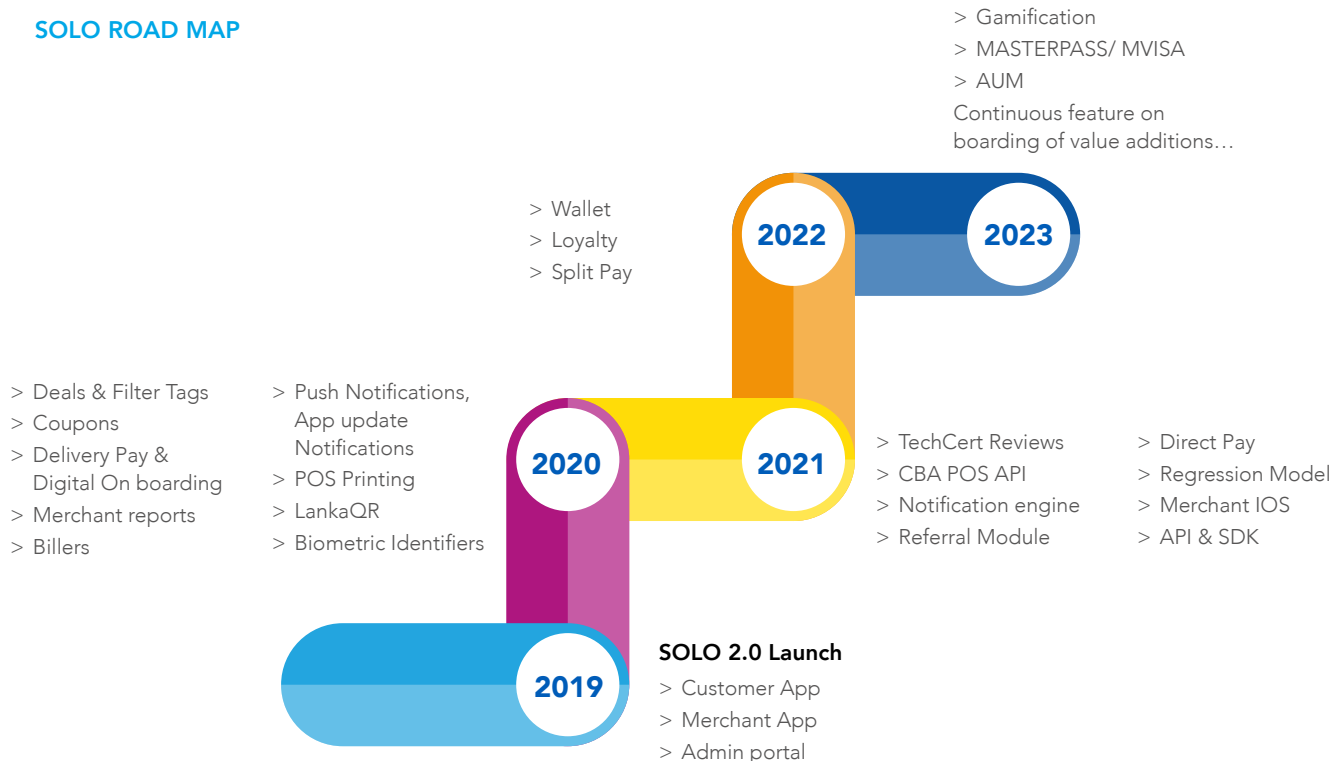 SOLO ROAD MAP
> Gamification
> MASTERPASS/ MVISA
> AUM
Continuous feature on
boarding of value additions…
2022
2023
> Wallet
> Loyalty
> Split Pay
> Deals & Filter Tags
> Coupons
> Delivery Pay &
Digital On boarding
> Merchant reports
> Billers
> Push Notifications,
App update
Notifications
> POS Printing
> LankaQR
> Biometric Identifiers
2020
2021
> TechCert Reviews
> CBA POS API
> Notification engine
> Referral Module
> Direct Pay
> Regression Model
> Merchant IOS
> API & SDK
2019
SOLO 2.0 Launch
> Customer App
> Merchant App
> Admin portal